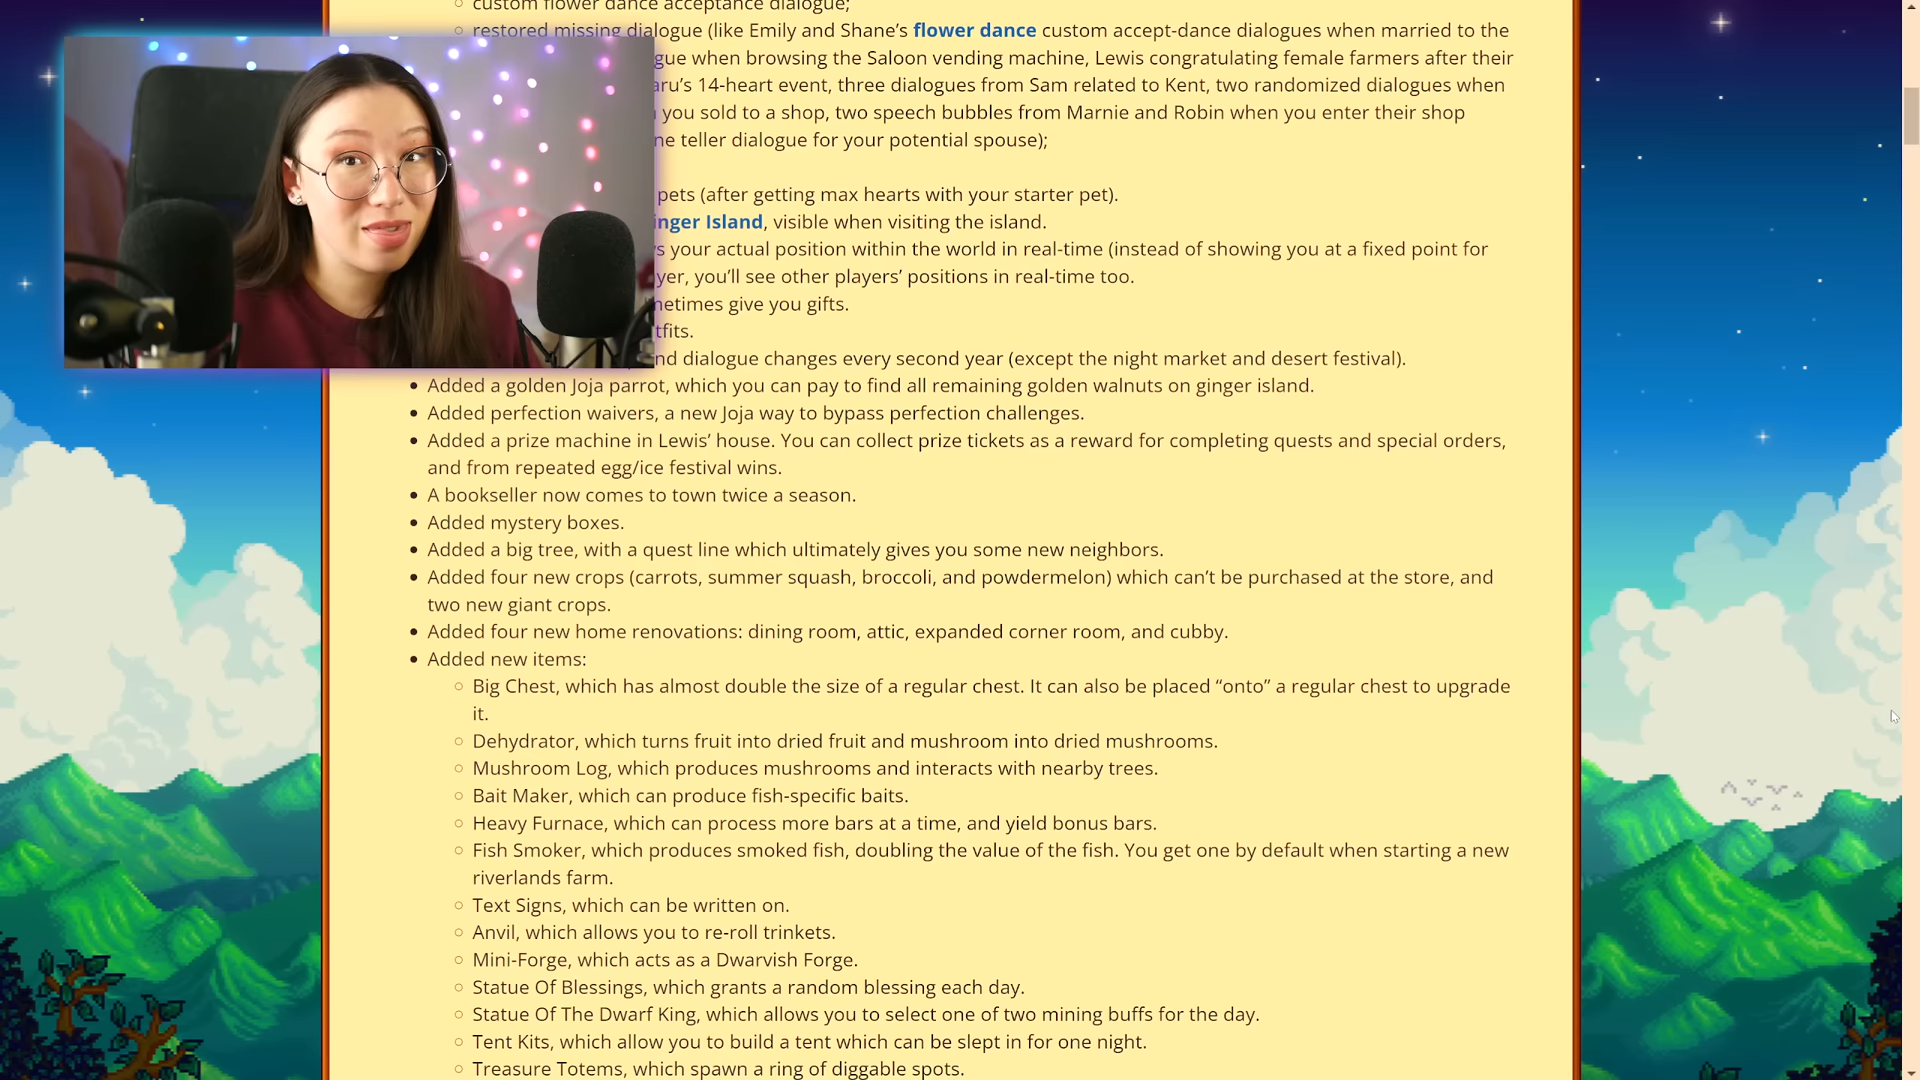 custom flower dance acceptance dialogue;
restored missing dialogue (like Emily and Shane's flower dance custom accept-dance dialogues when married to the
gue when browsing the Saloon vending machine, Lewis congratulating female farmers after their
aru's 14-heart event, three dialogues from Sam related to Kent, two randomized dialogues when
you sold to a shop, two speech bubbles from Marnie and Robin when you enter their shop
ne teller dialogue for your potential spouse);
pets (after getting max hearts with your starter pet).
inger Island, visible when visiting the island.
s your actual position within the world in real-time (instead of showing you at a fixed point for
yer, you'll see other players' positions in real-time too.
metimes give you gifts.
tfits.
nd dialogue changes every second year (except the night market and desert festival).
• Added a golden Joja parrot, which you can pay to find all remaining golden walnuts on ginger island.
• Added perfection waivers, a new Joja way to bypass perfection challenges.
• Added a prize machine in Lewis' house. You can collect prize tickets as a reward for completing quests and special orders,
and from repeated egg/ice festival wins.
• A bookseller now comes to town twice a season.
• Added mystery boxes.
• Added a big tree, with a quest line which ultimately gives you some new neighbors.
• Added four new crops (carrots, summer squash, broccoli, and powdermelon) which can't be purchased at the store, and
two new giant crops.
• Added four new home renovations: dining room, attic, expanded corner room, and cubby.
• Added new items:
○ Big Chest, which has almost double the size of a regular chest. It can also be placed “onto” a regular chest to upgrade
it.
○ Dehydrator, which turns fruit into dried fruit and mushroom into dried mushrooms.
○ Mushroom Log, which produces mushrooms and interacts with nearby trees.
○ Bait Maker, which can produce fish-specific baits.
○ Heavy Furnace, which can process more bars at a time, and yield bonus bars.
○ Fish Smoker, which produces smoked fish, doubling the value of the fish. You get one by default when starting a new
riverlands farm.
○ Text Signs, which can be written on.
○ Anvil, which allows you to re-roll trinkets.
○ Mini-Forge, which acts as a Dwarvish Forge.
○ Statue Of Blessings, which grants a random blessing each day.
○ Statue Of The Dwarf King, which allows you to select one of two mining buffs for the day.
○ Tent Kits, which allow you to build a tent which can be slept in for one night.
○ Treasure Totems, which spawn a ring of diggable spots.